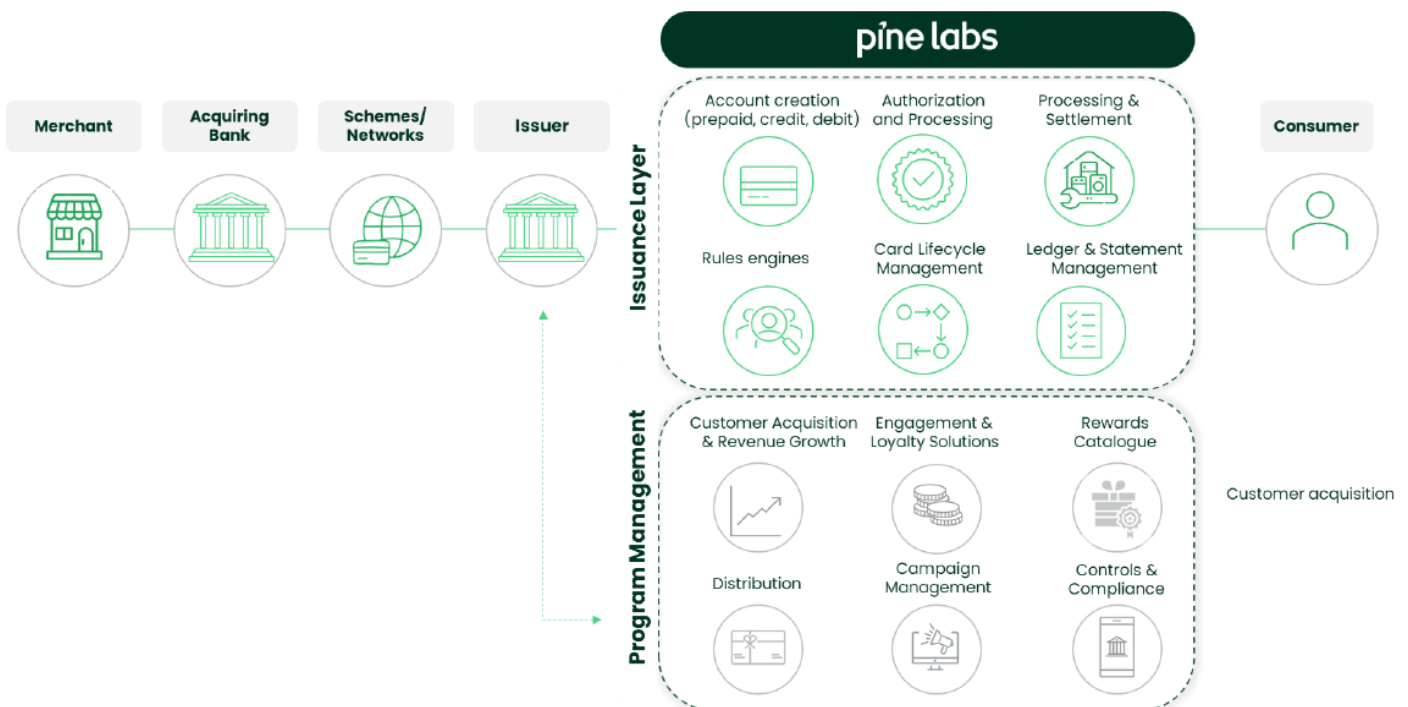 pine labs
Merchant
Acquiring
Bank
Schemes/
Networks
Issuer
Issuance Layer
Account creation
(prepaid, credit, debit)
Authorization
and Processing
Processing &
Settlement
Rules engines
Card Lifecycle
Management
Ledger & Statement
Management
Consumer
Program Management
Customer Acquisition
& Revenue Growth
Engagement &
Loyalty Solutions
Rewards
Catalogue
Distribution
Campaign
Management
Controls &
Compliance
Customer acquisition